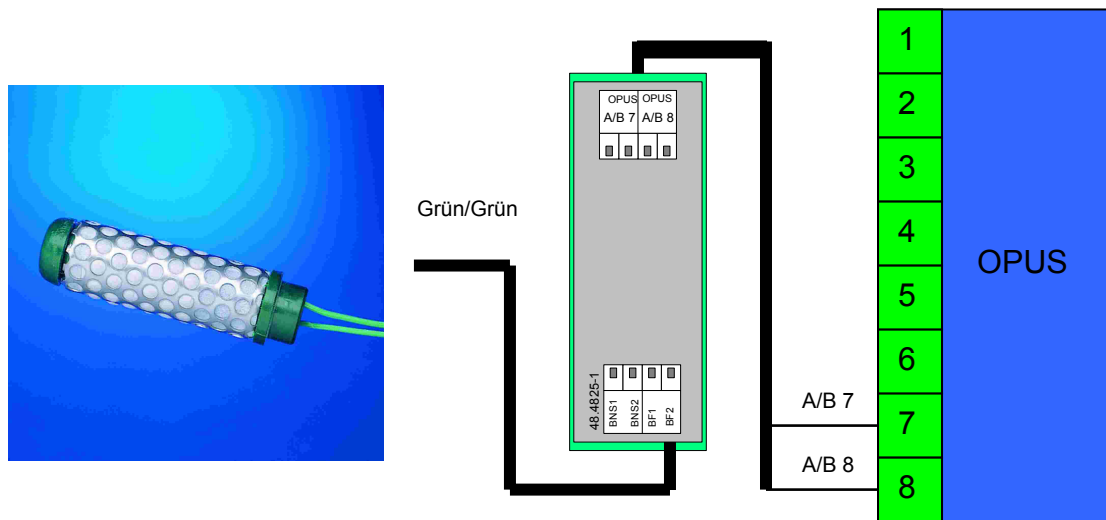 Grün/Grün
OPUS OPUS
A/B 7 A/B 8
48.4825-1
BNS1
BNS2
BF1
BF2
A/B 7
A/B 8
1
2
3
4
5
6
7
8
OPUS